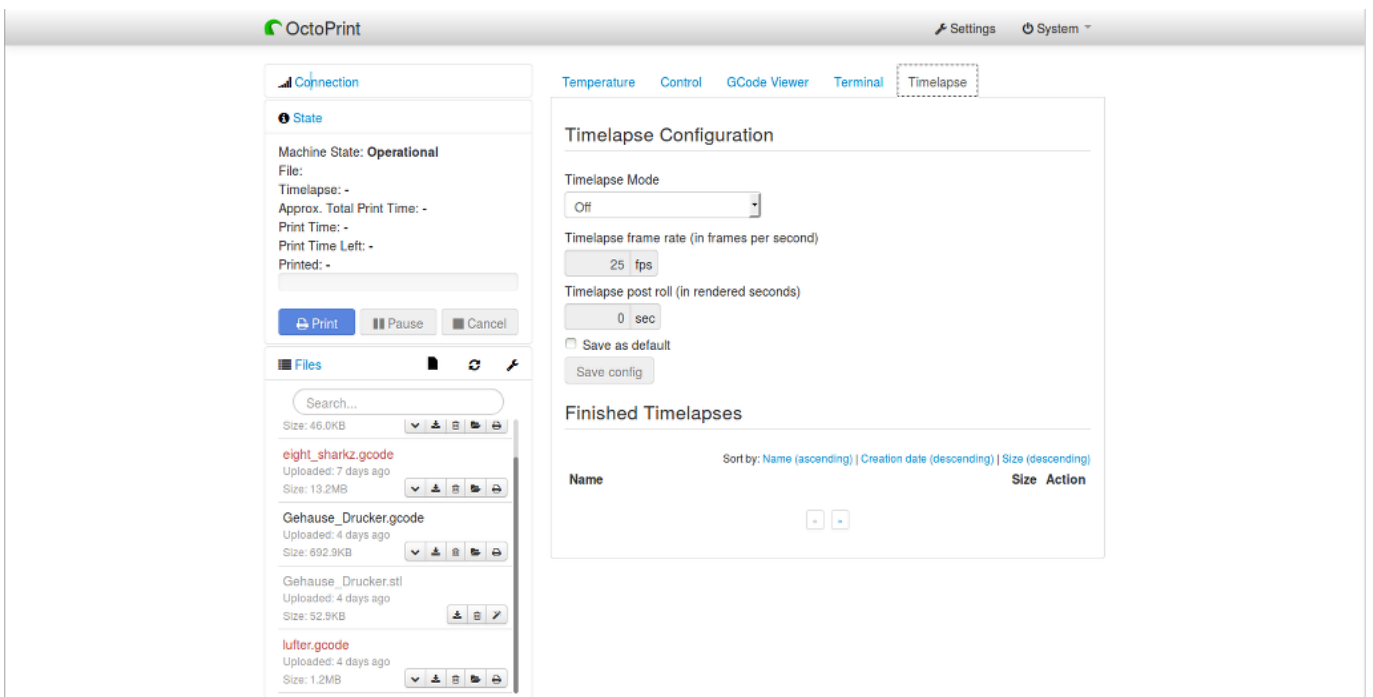 OctoPrint
Settings System
Connection
State
Machine State: Operational
File:
Timelapse: -
Approx. Total Print Time: -
Print Time: -
Print Time Left: -
Printed: -
Print Pause Cancel
Files
Search...
Size: 46.0KB
eight_sharkz.gcode
Uploaded: 7 days ago
Size: 13.2MB
Gehause_Drucker.gcode
Uploaded: 4 days ago
Size: 692.9KB
Gehause_Drucker.stl
Uploaded: 4 days ago
Size: 52.9KB
lufter.gcode
Uploaded: 4 days ago
Size: 1.2MB
Temperature Control GCode Viewer Terminal Timelapse
Timelapse Configuration
Timelapse Mode
Off
Timelapse frame rate (in frames per second)
25 fps
Timelapse post roll (in rendered seconds)
0 sec
Save as default
Save config
Finished Timelapses
Sort by: Name (ascending) | Creation date (descending) | Size (descending)
Name Size Action
« »